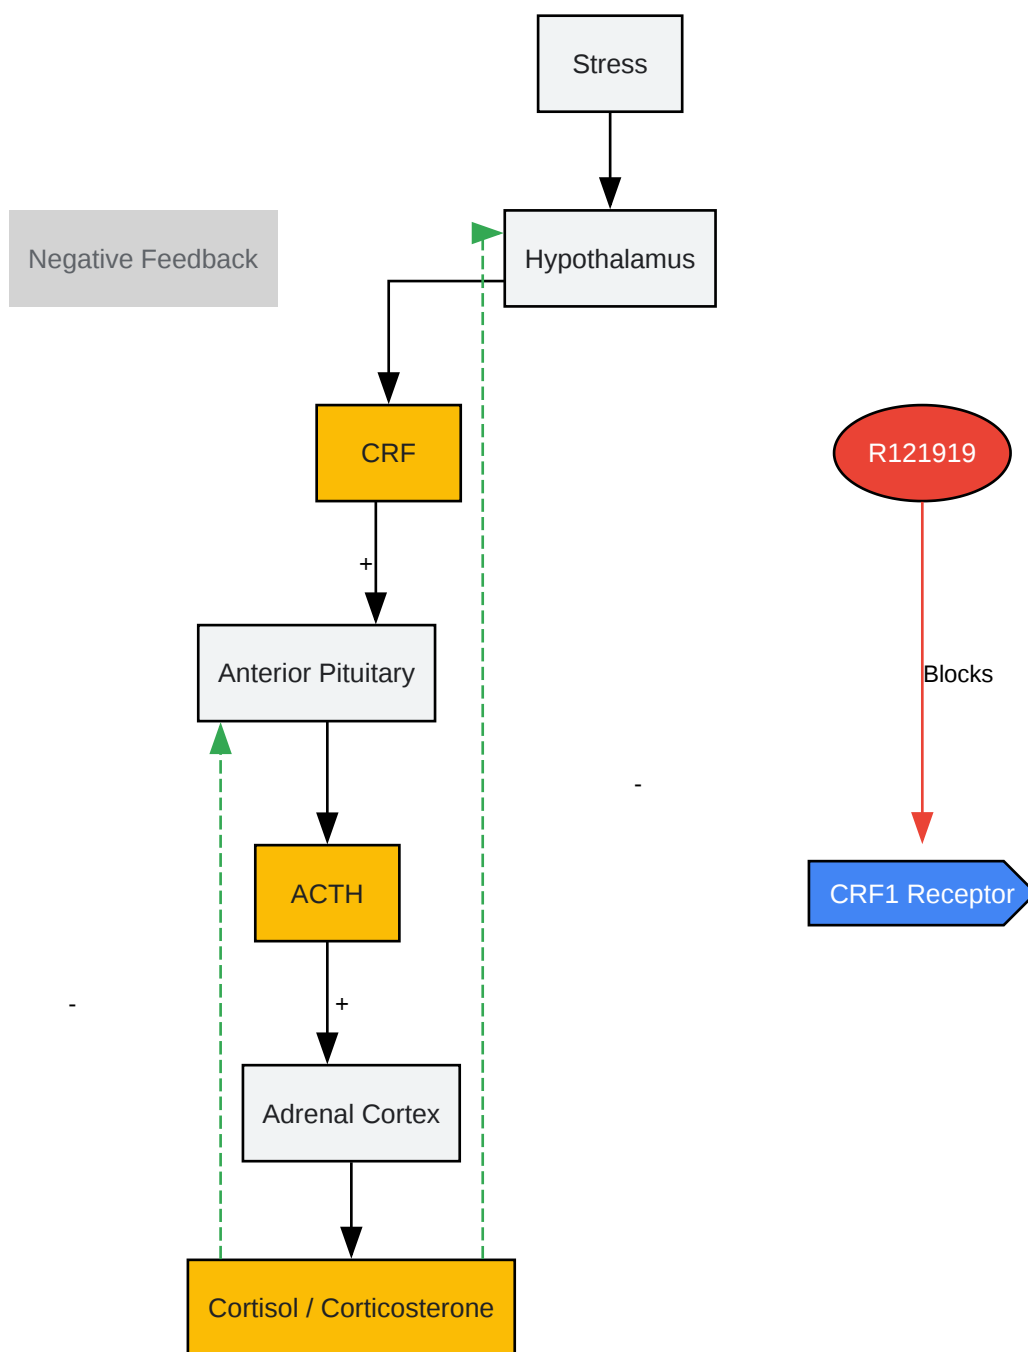 Stress
Negative Feedback
Hypothalamus
CRF
R121919
+
Anterior Pituitary
Blocks
-
ACTH
CRF1 Receptor
-
+
Adrenal Cortex
Cortisol / Corticosterone